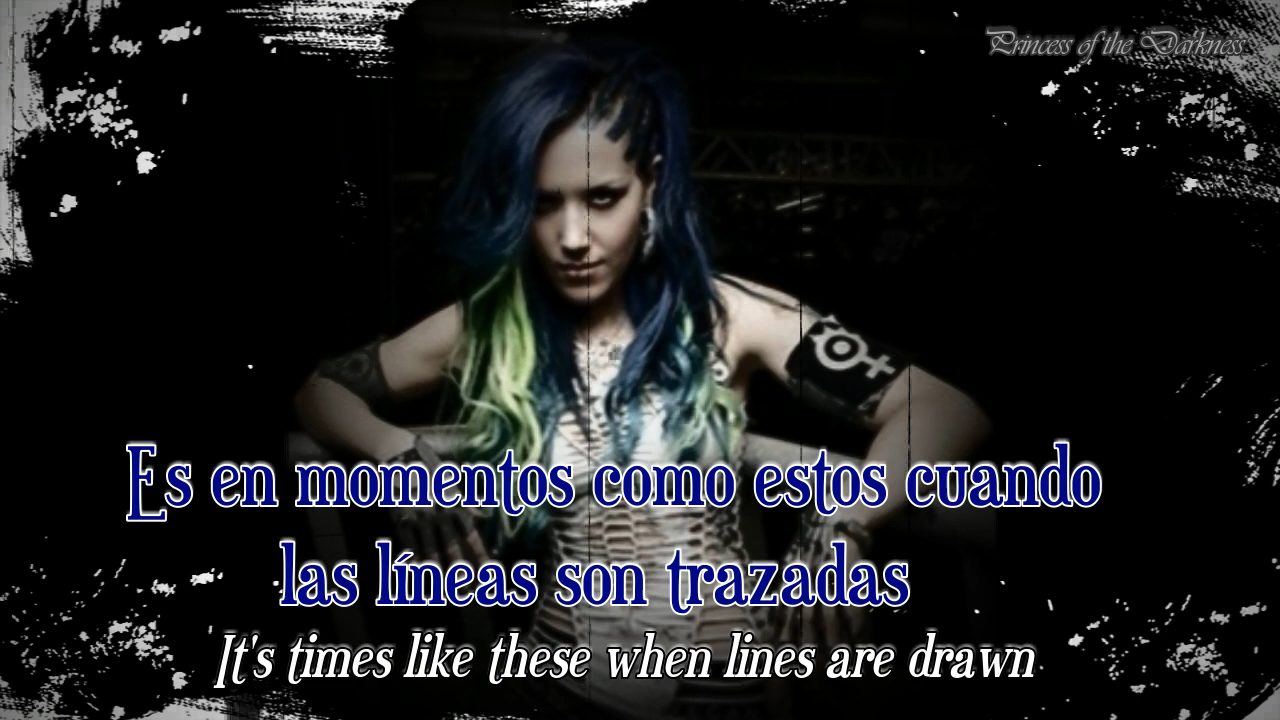 Princess of the Darkness
Es en momentos como estos cuando
las líneas son trazadas
It's times like these when lines are drawn